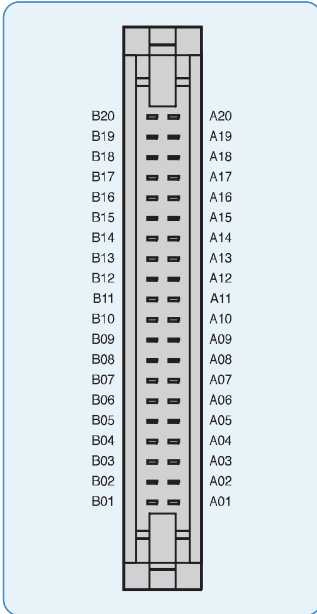 B20 A20
B19 A19
B18 A18
B17 A17
B16 A16
B15 A15
B14 A14
B13 A13
B12 A12
B11 A11
B10 A10
B09 A09
B08 A08
B07 A07
B06 A06
B05 A05
B04 A04
B03 A03
B02 A02
B01 A01